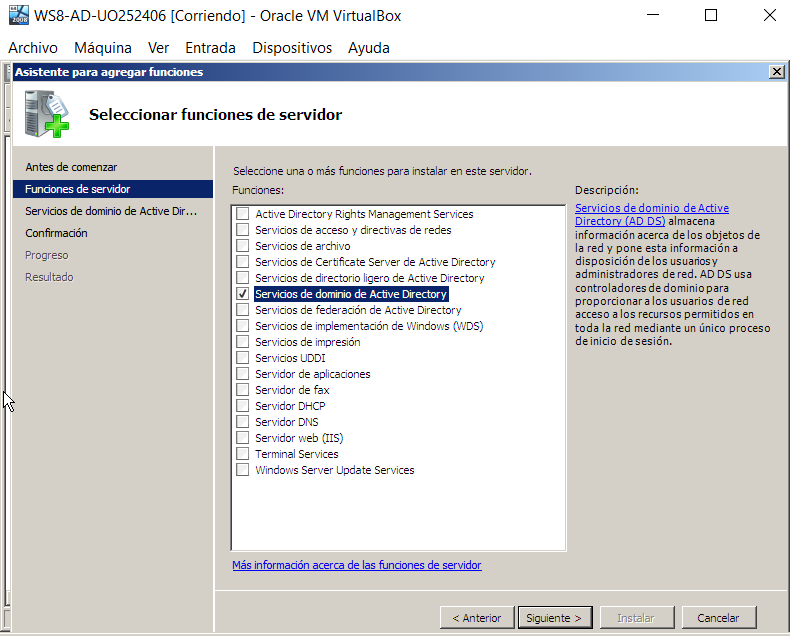 WS8-AD-UO252406 [Corriendo] - Oracle VM VirtualBox
Archivo Máquina Ver Entrada Dispositivos Ayuda
Asistente para agregar funciones
Seleccionar funciones de servidor
Antes de comenzar
Funciones de servidor
Servicios de dominio de Active Dir...
Confirmación
Progreso
Resultado
Seleccione una o más funciones para instalar en este servidor.
Funciones:
Active Directory Rights Management Services
Servicios de acceso y directivas de redes
Servicios de archivo
Servicios de Certificate Server de Active Directory
Servicios de directorio ligero de Active Directory
Servicios de dominio de Active Directory
Servicios de federación de Active Directory
Servicios de implementación de Windows (WDS)
Servicios de impresión
Servicios UDDI
Servidor de aplicaciones
Servidor de fax
Servidor DHCP
Servidor DNS
Servidor web (IIS)
Terminal Services
Windows Server Update Services
Más información acerca de las funciones de servidor
Descripción:
Servicios de dominio de Active
Directory (AD DS) almacena
información acerca de los objetos de
la red y pone esta información a
disposición de los usuarios y
administradores de red. AD DS usa
controladores de dominio para
proporcionar a los usuarios de red
acceso a los recursos permitidos en
toda la red mediante un único proceso
de inicio de sesión.
< Anterior Siguiente > Instalar Cancelar